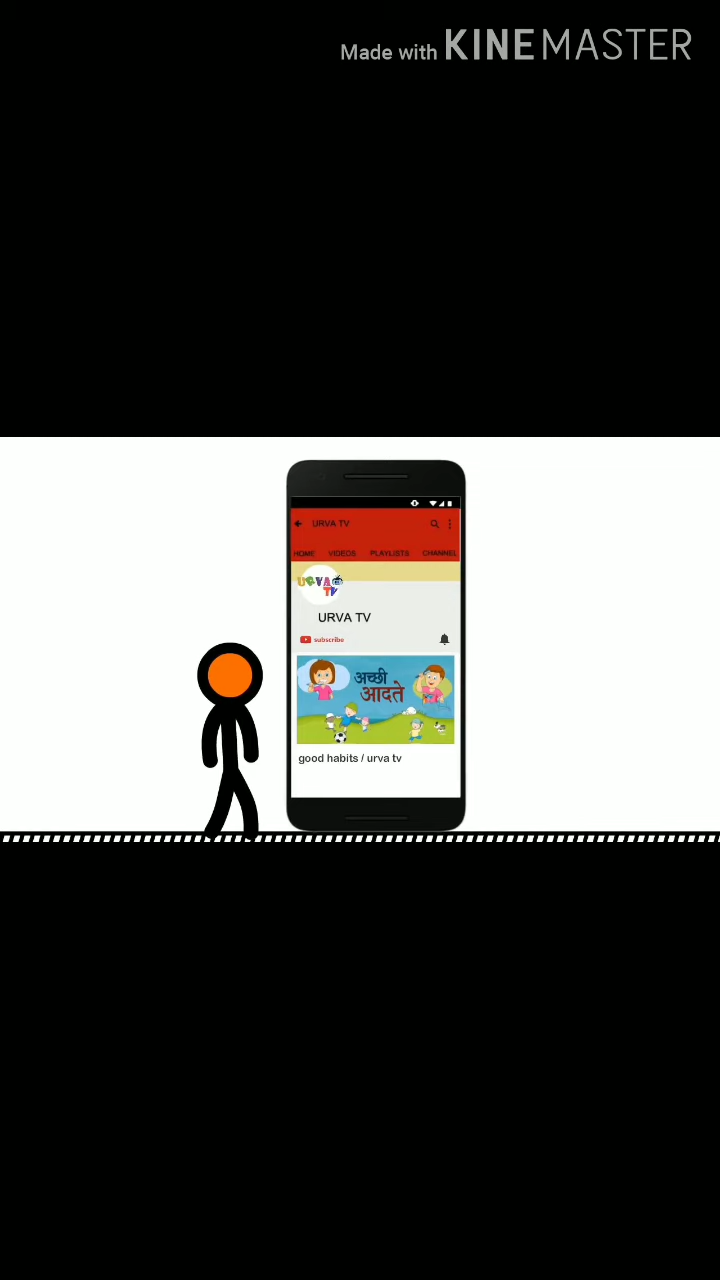 Made with KINEMASTER
URVA TV
HOME VIDEOS PLAYLISTS CHANNEL
URVA
TV
URVA TV
subscribe
अच्छी
आदते
good habits / urva tv